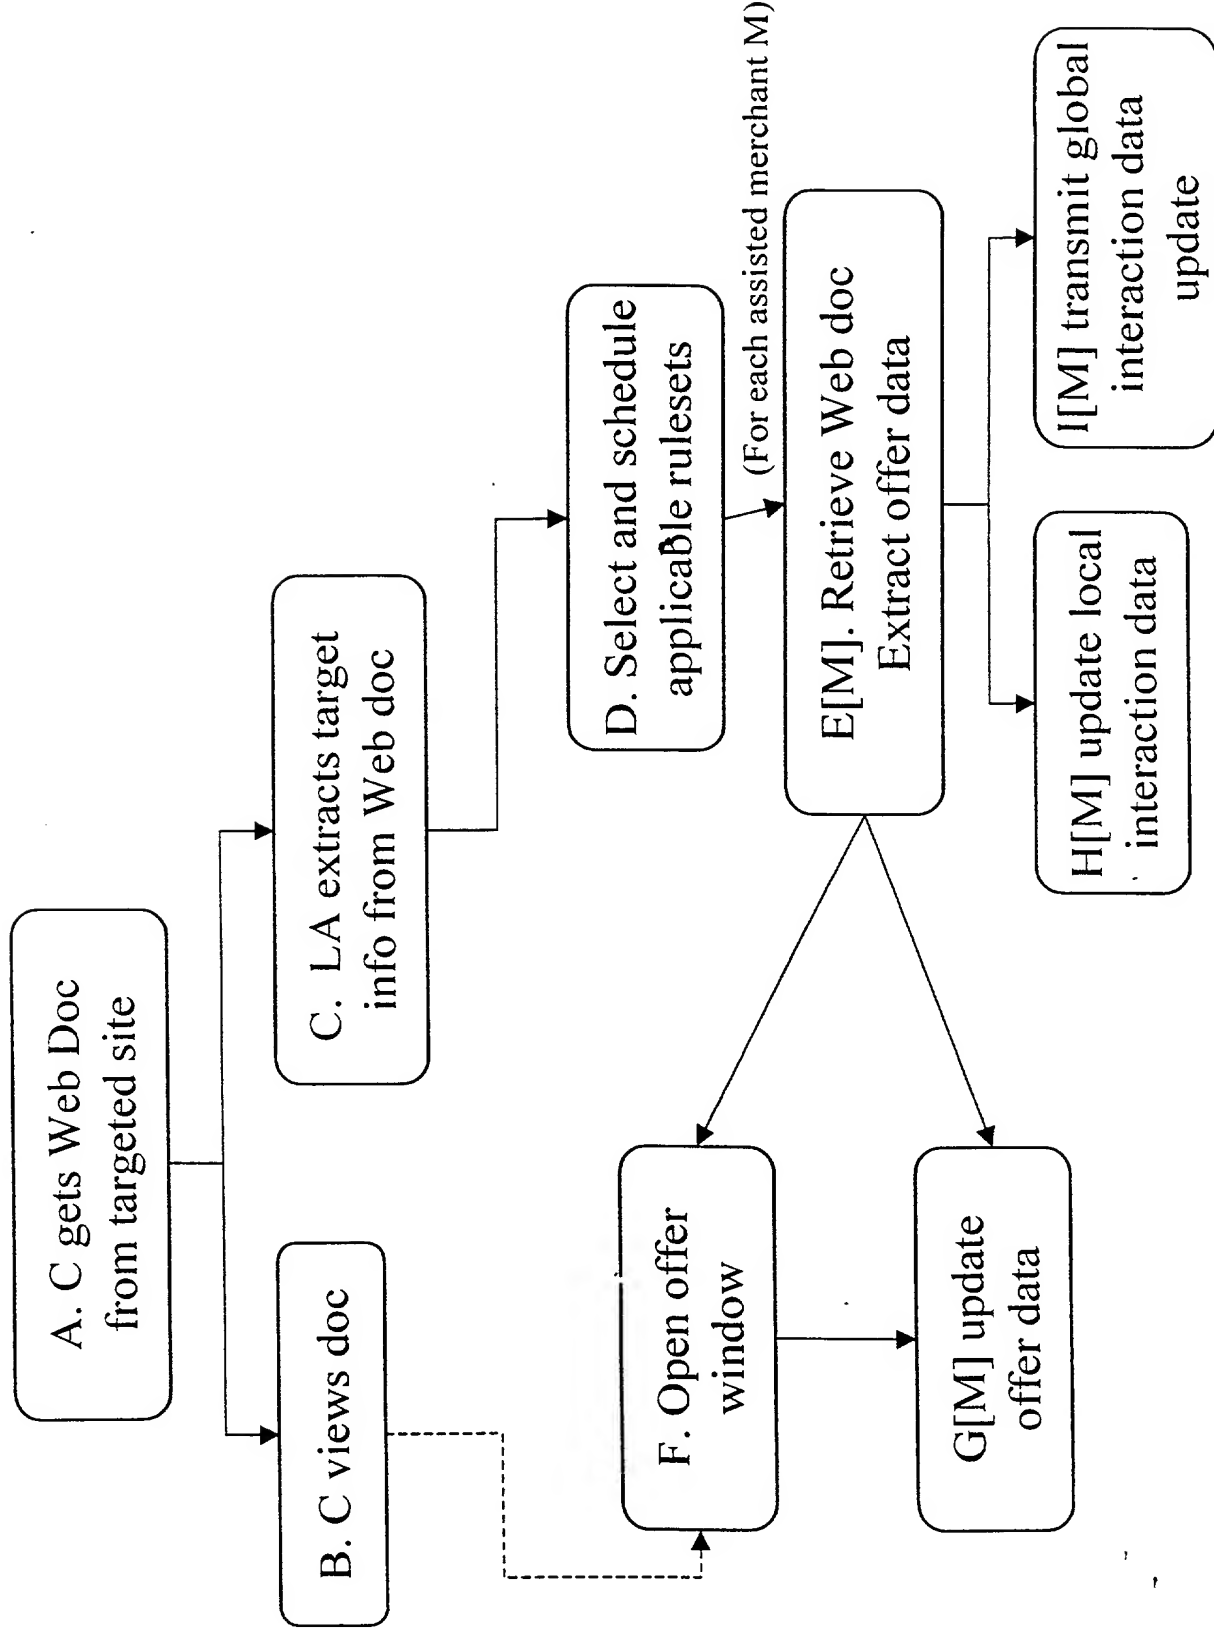 A. C gets Web Doc
from targeted site
B. C views doc
C. LA extracts target
info from Web doc
D. Select and schedule
applicable rulesets
(For each assisted merchant M)
E[M]. Retrieve Web doc
Extract offer data
F. Open offer
window
G[M] update
offer data
H[M] update local
interaction data
I[M] transmit global
interaction data
update